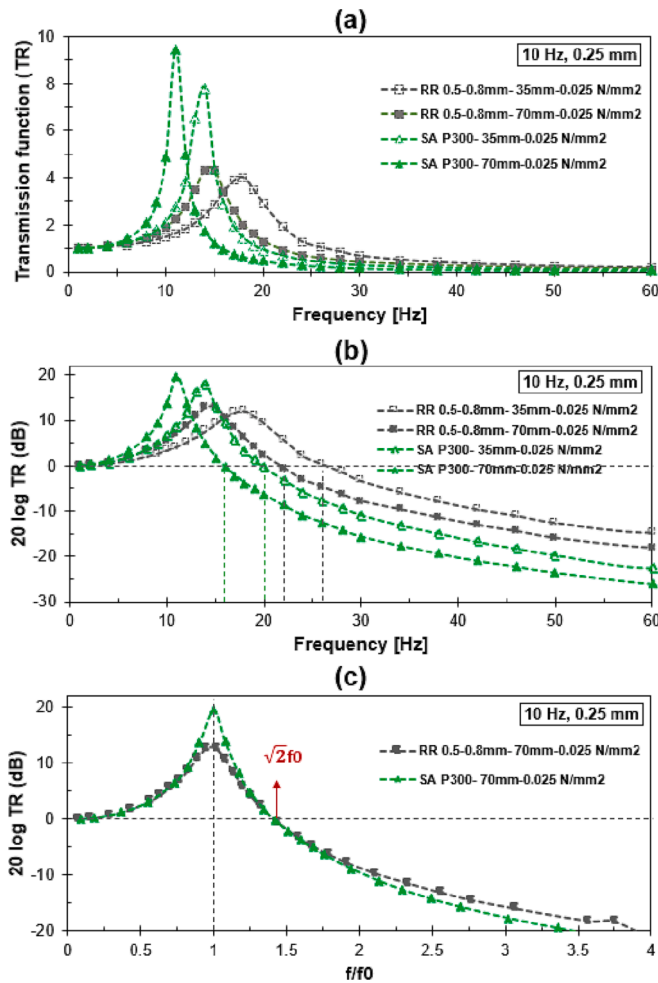 (a)
10 Hz, 0.25 mm
RR 0.5-0.8mm- 35mm-0.025 N/mm2
RR 0.5-0.8mm- 70mm-0.025 N/mm2
SA P300- 35mm-0.025 N/mm2
SA P300- 70mm-0.025 N/mm2
Transmission function (TR)
10
8
6
4
2
0
0 10 20 30 40 50 60
Frequency [Hz]
(b)
10 Hz, 0.25 mm
RR 0.5-0.8mm- 35mm-0.025 N/mm2
RR 0.5-0.8mm- 70mm-0.025 N/mm2
SA P300- 35mm-0.025 N/mm2
SA P300- 70mm-0.025 N/mm2
20 log TR (dB)
20
10
0
-10
-20
-30
0 10 20 30 40 50 60
Frequency [Hz]
(c)
10 Hz, 0.25 mm
RR 0.5-0.8mm- 70mm-0.025 N/mm2
SA P300- 70mm-0.025 N/mm2
√2f0
20 log TR (dB)
20
10
0
-10
-20
0 0.5 1 1.5 2 2.5 3 3.5 4
f/f0